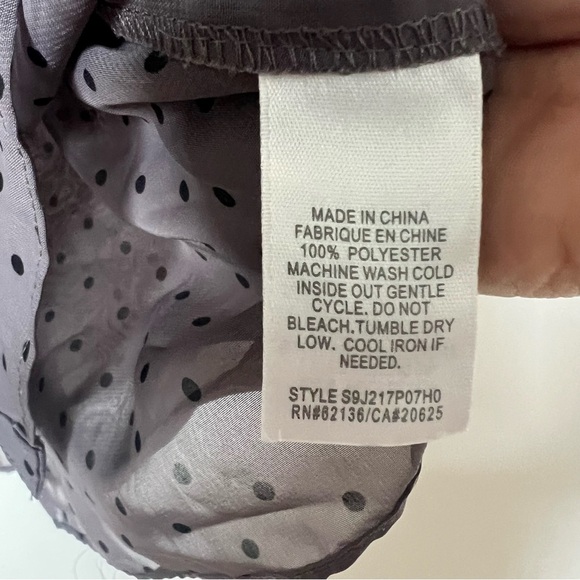 MADE IN CHINA
FABRIQUE EN CHINE
100% POLYESTER
MACHINE WASH COLD
INSIDE OUT GENTLE
CYCLE. DO NOT
BLEACH.TUMBLE DRY
LOW. COOL IRON IF
NEEDED.
STYLE S9J217P07H0
RN#62136/CA#20625